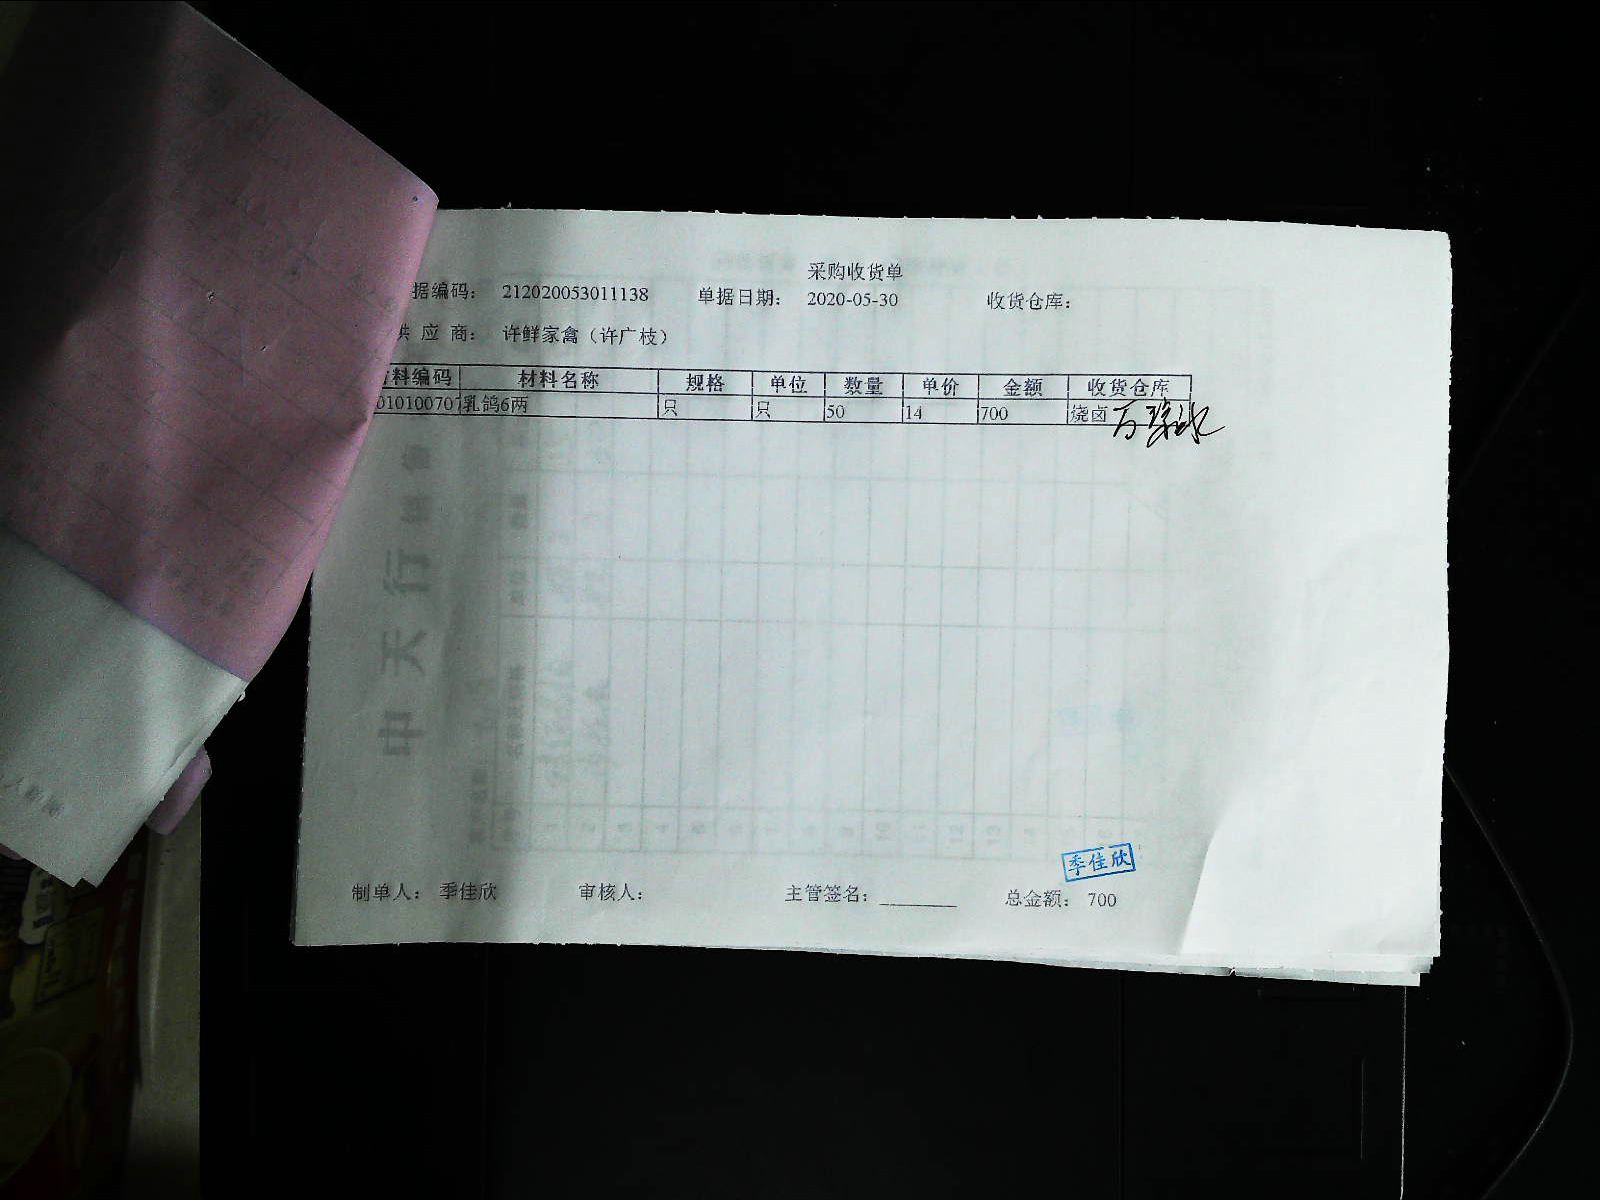 采购收货单
据编码： 212020053011138 单据日期： 2020-05-30 收货仓库：
供 应 商： 许鲜家禽（许广枝）
料编码 材料名称 规格 单位 数量 单价 金额 收货仓库
010100707 乳鸽6两 只 只 50 14 700 烧卤
中天行
季佳欣
制单人： 季佳欣 审核人： 主管签名：________ 总金额： 700